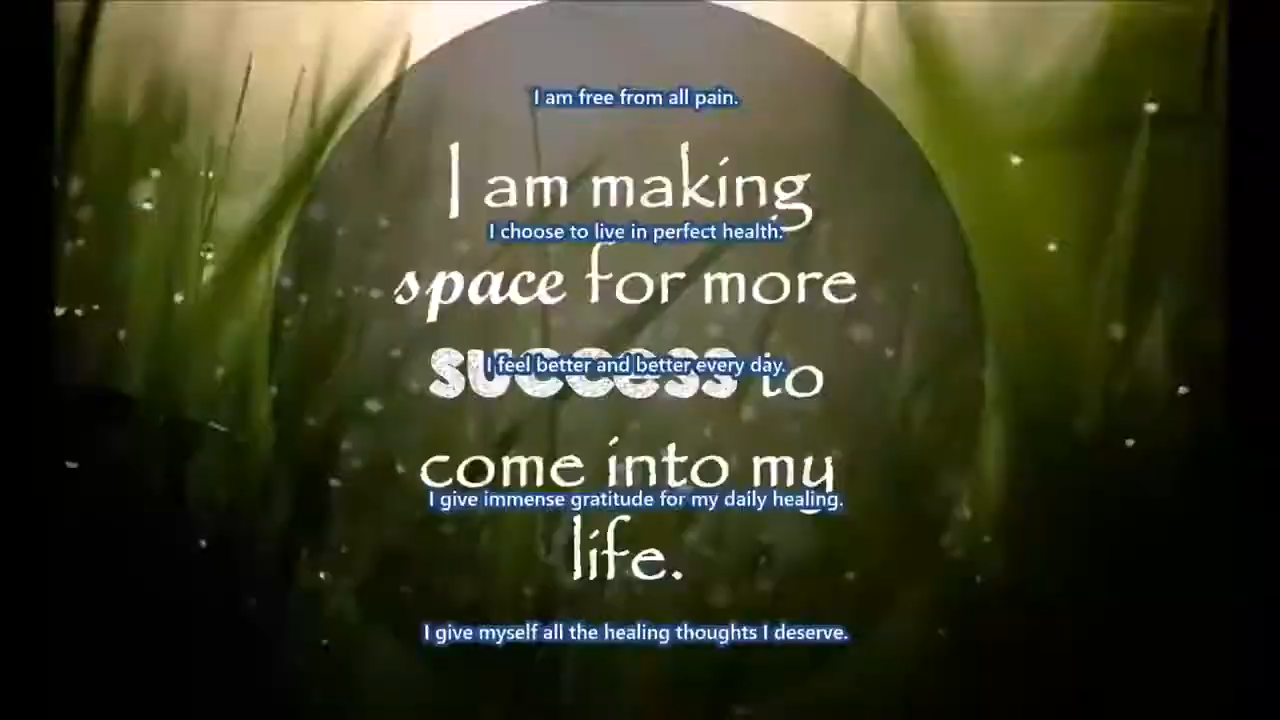 I am free from all pain.
I am making
I choose to live in perfect health.
space for more
I feel better and better every day.
success to
come into my
I give immense gratitude for my daily healing.
life.
I give myself all the healing thoughts I deserve.